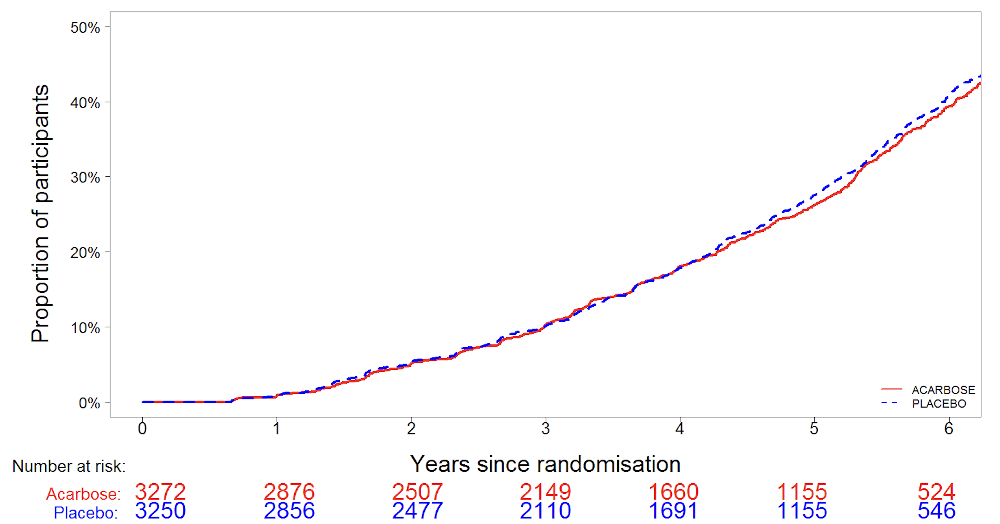 50%
40%
30%
20%
10%
0%
Proportion of participants
ACARBOSE
PLACEBO
0 1 2 3 4 5 6
Years since randomisation
Number at risk:
Acarbose: 3272 2876 2507 2149 1660 1155 524
Placebo: 3250 2856 2477 2110 1691 1155 546